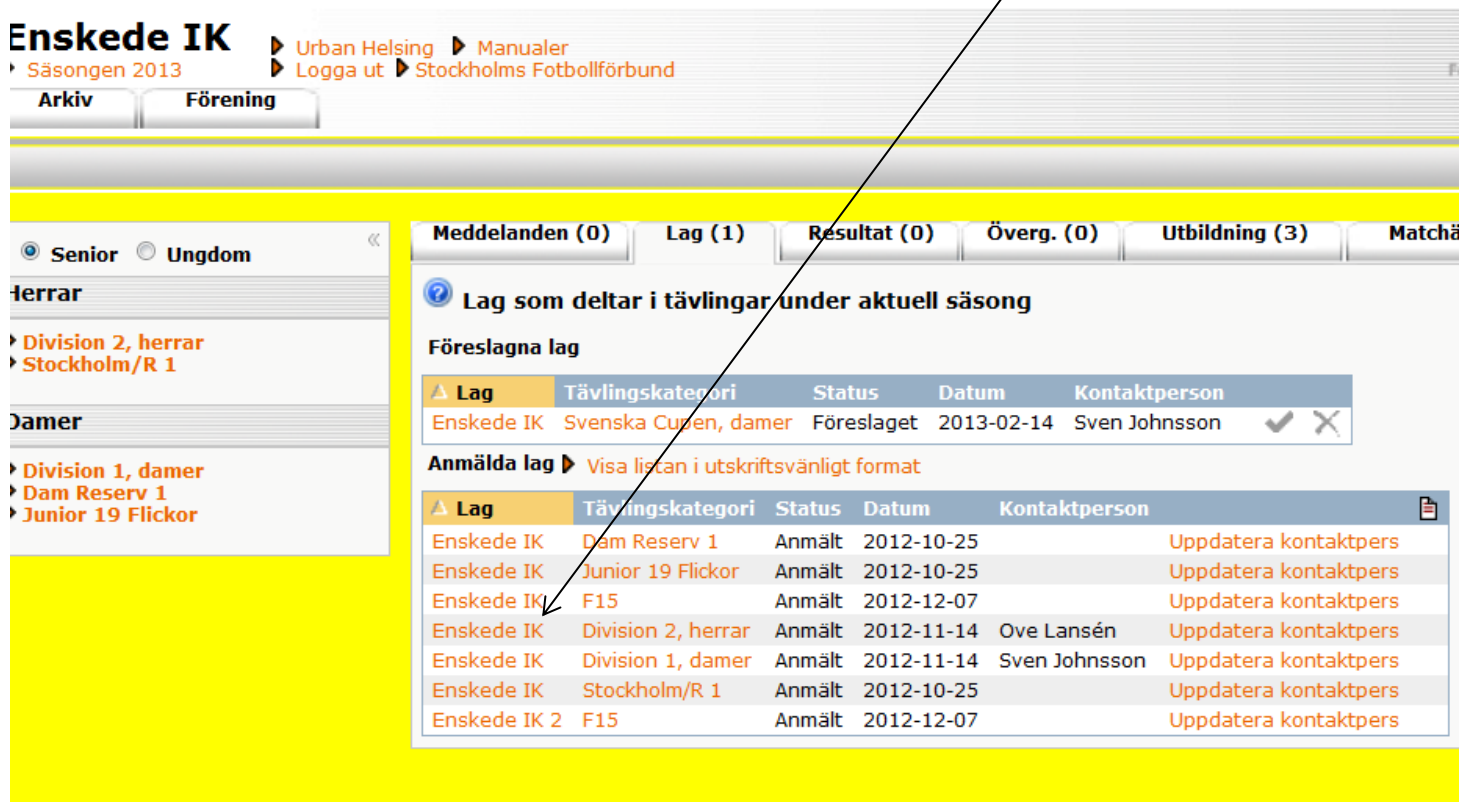 Enskede IK
Urban Helsing Manualer
Säsongen 2013 Logga ut Stockholms Fotbollförbund
Arkiv Förening
Senior Ungdom
Herrar
Division 2, herrar
Stockholm/R 1
Damer
Division 1, damer
Dam Reserv 1
Junior 19 Flickor
Meddelanden (0) Lag (1) Resultat (0) Överg. (0) Utbildning (3) Matchä
Lag som deltar i tävlingar under aktuell säsong
Föreslagna lag
Lag Tävlingskategori Status Datum Kontaktperson
Enskede IK Svenska Cupen, damer Föreslaget 2013-02-14 Sven Johnsson
Anmälda lag Visa listan i utskriftsvänligt format
Lag Tävlingskategori Status Datum Kontaktperson
Enskede IK Dam Reserv 1 Anmält 2012-10-25 Uppdatera kontaktpers
Enskede IK Junior 19 Flickor Anmält 2012-10-25 Uppdatera kontaktpers
Enskede IK F15 Anmält 2012-12-07 Uppdatera kontaktpers
Enskede IK Division 2, herrar Anmält 2012-11-14 Ove Lansén Uppdatera kontaktpers
Enskede IK Division 1, damer Anmält 2012-11-14 Sven Johnsson Uppdatera kontaktpers
Enskede IK Stockholm/R 1 Anmält 2012-10-25 Uppdatera kontaktpers
Enskede IK 2 F15 Anmält 2012-12-07 Uppdatera kontaktpers